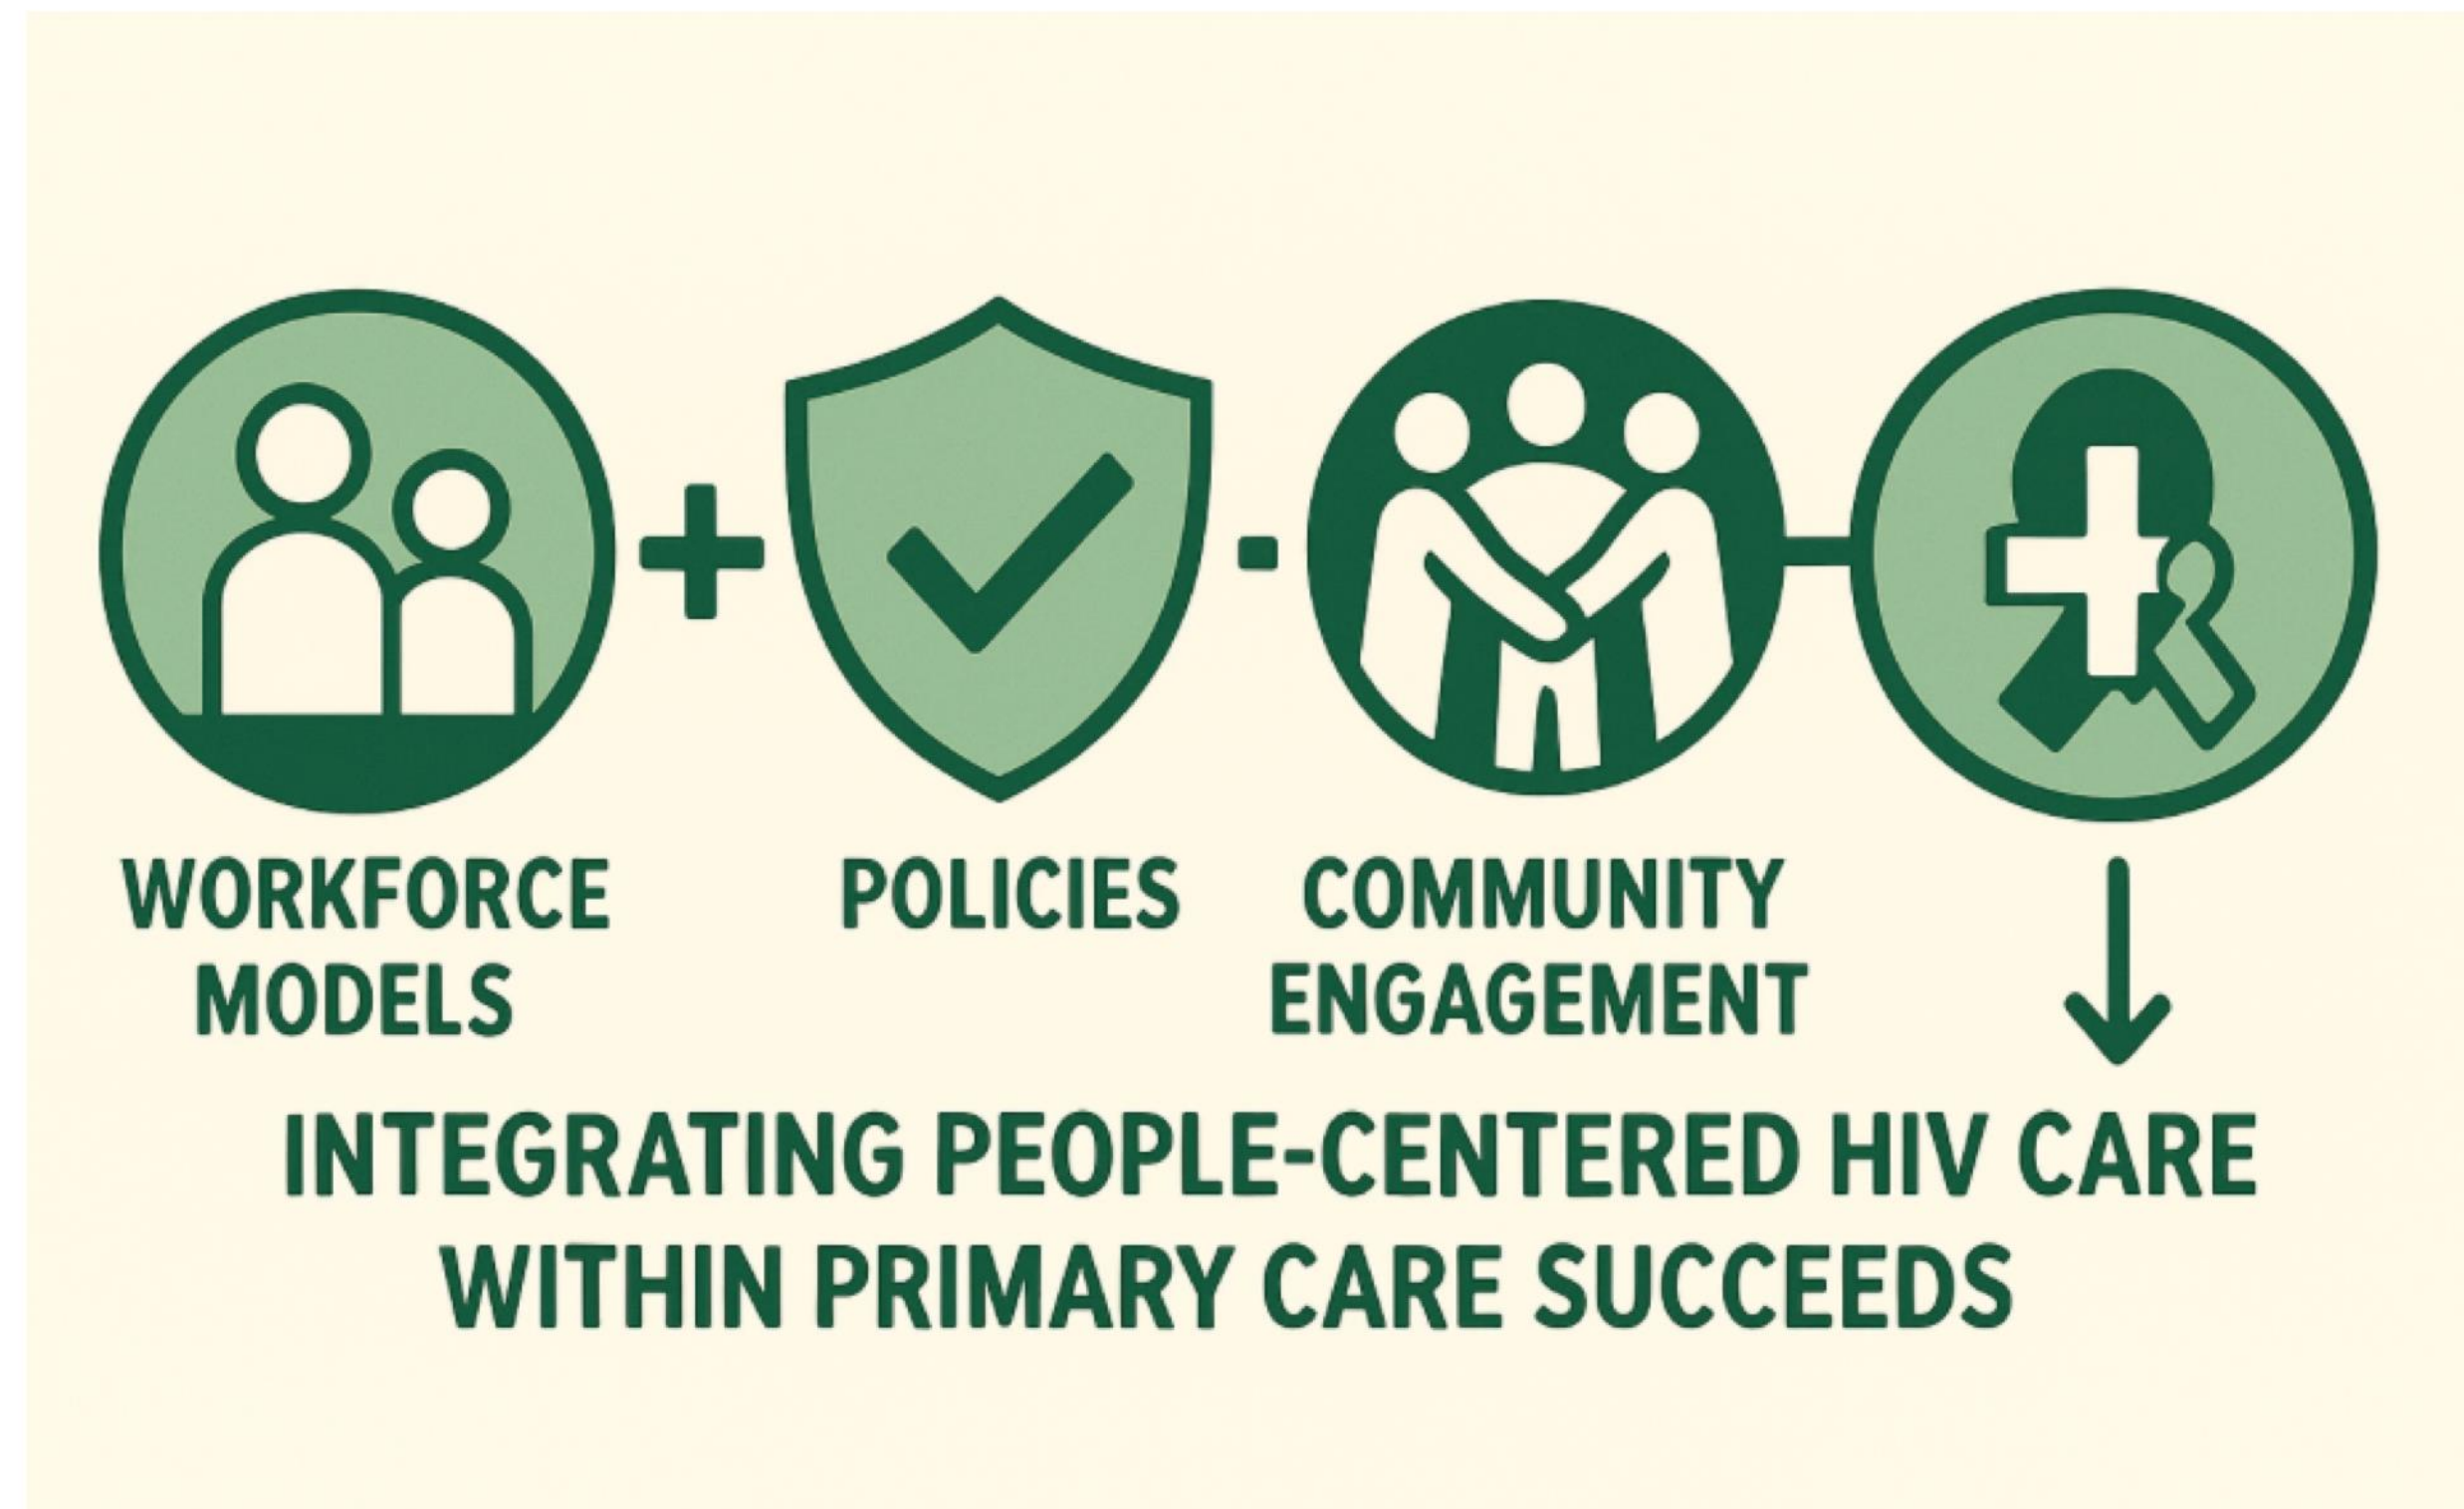 WORKFORCE
MODELS
POLICIES
COMMUNITY
ENGAGEMENT
INTEGRATING PEOPLE-CENTERED HIV CARE
WITHIN PRIMARY CARE SUCCEEDS